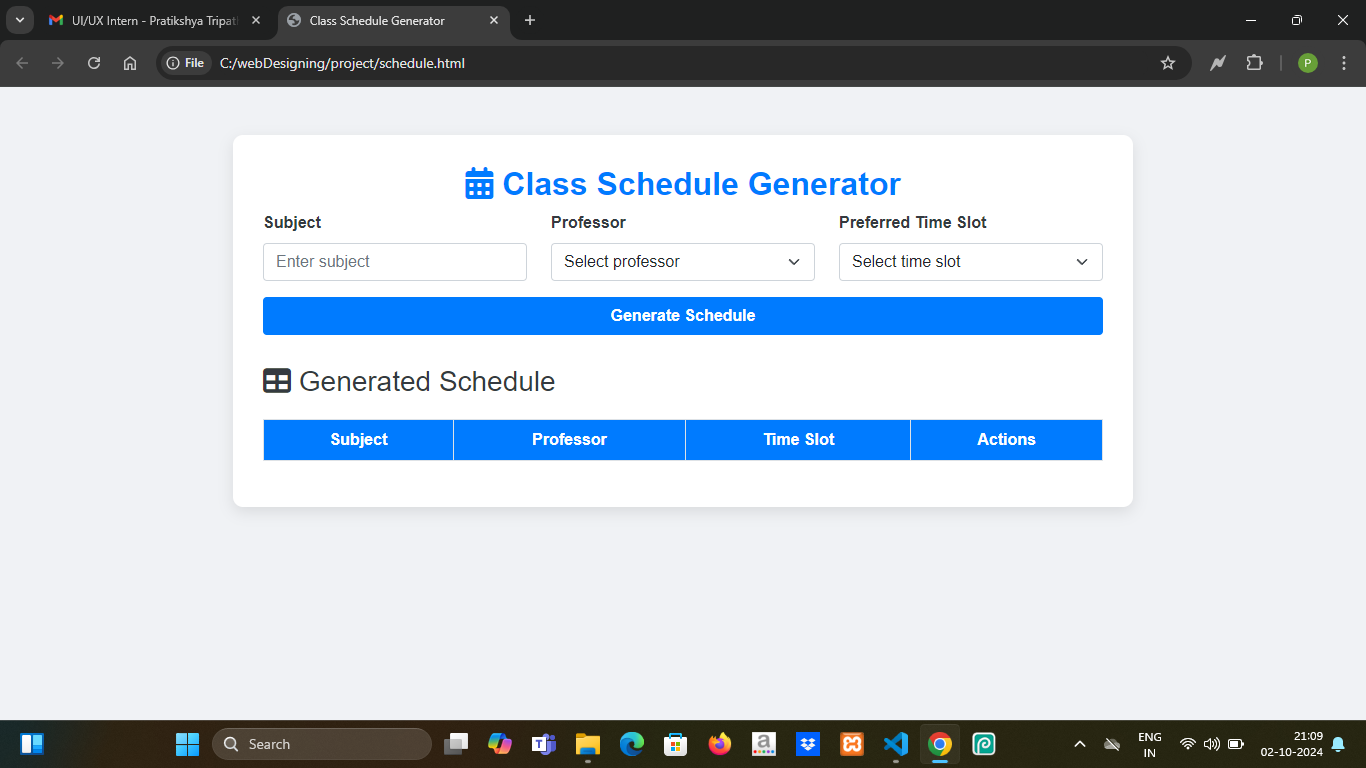 UI/UX Intern - Pratikshya Tripat
Class Schedule Generator
File
C:/webDesigning/project/schedule.html
P
Class Schedule Generator
Subject
Professor
Preferred Time Slot
Enter subject
Select professor
Select time slot
Generate Schedule
Generated Schedule
Subject
Professor
Time Slot
Actions
Search
ENG
IN
21:09
02-10-2024